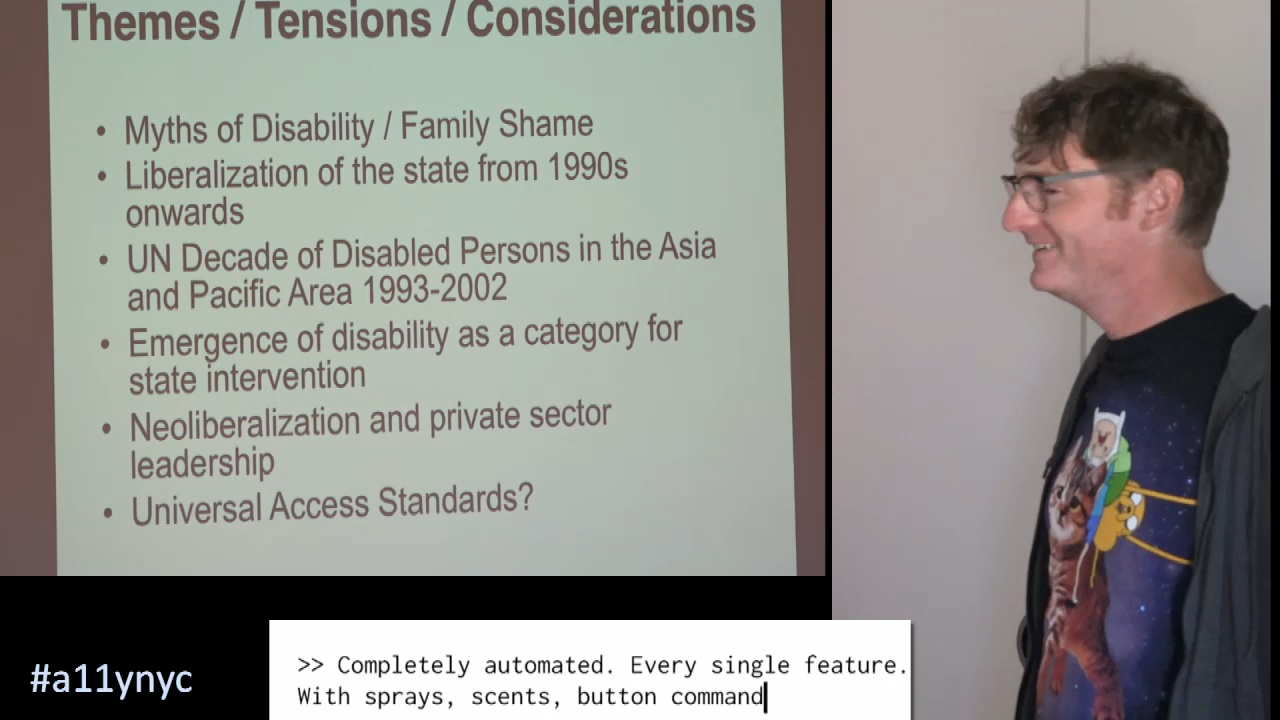 Themes / Tensions / Considerations
• Myths of Disability / Family Shame
• Liberalization of the state from 1990s
onwards
• UN Decade of Disabled Persons in the Asia
and Pacific Area 1993-2002
• Emergence of disability as a category for
state intervention
• Neoliberalization and private sector
leadership
• Universal Access Standards?
#a11ynyc
>> Completely automated. Every single feature.
With sprays, scents, button command